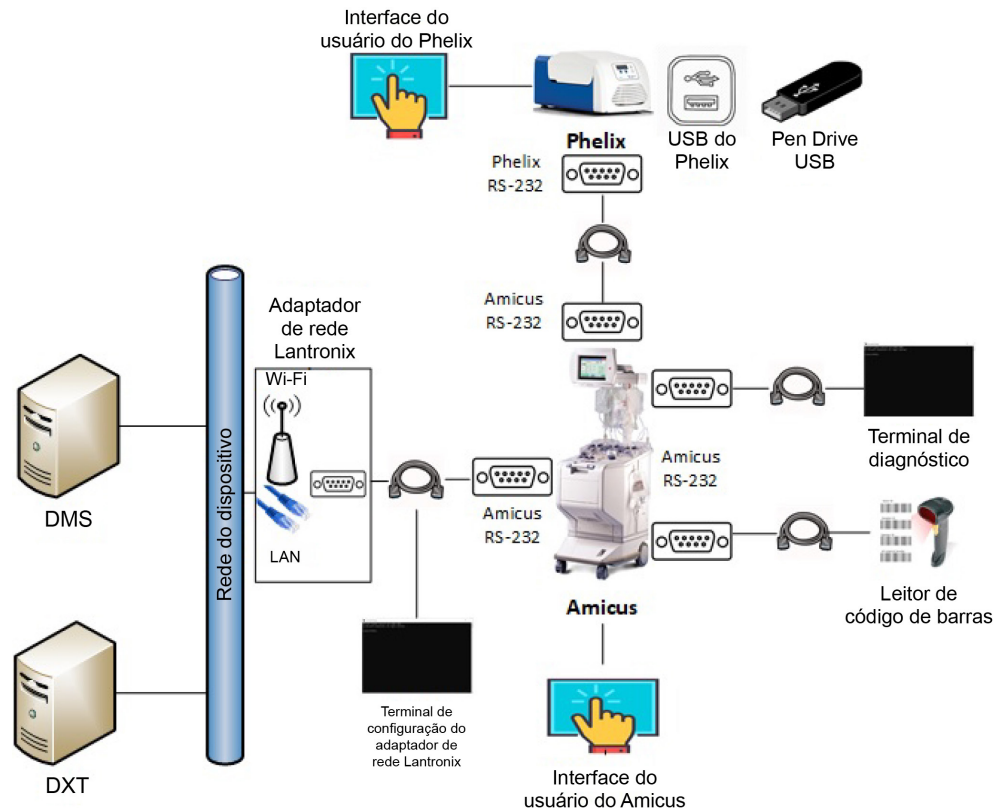 Interface do
usuário do Phelix
Phelix
USB do
Phelix
Pen Drive
USB
Phelix
RS-232
Amicus
RS-232
Adaptador
de rede
Lantronix
Wi-Fi
LAN
Rede do dispositivo
DMS
DXT
Amicus
RS-232
Amicus
RS-232
Terminal de
diagnóstico
Leitor de
código de barras
Amicus
Terminal de
configuração do
adaptador de
rede Lantronix
Interface do
usuário do Amicus